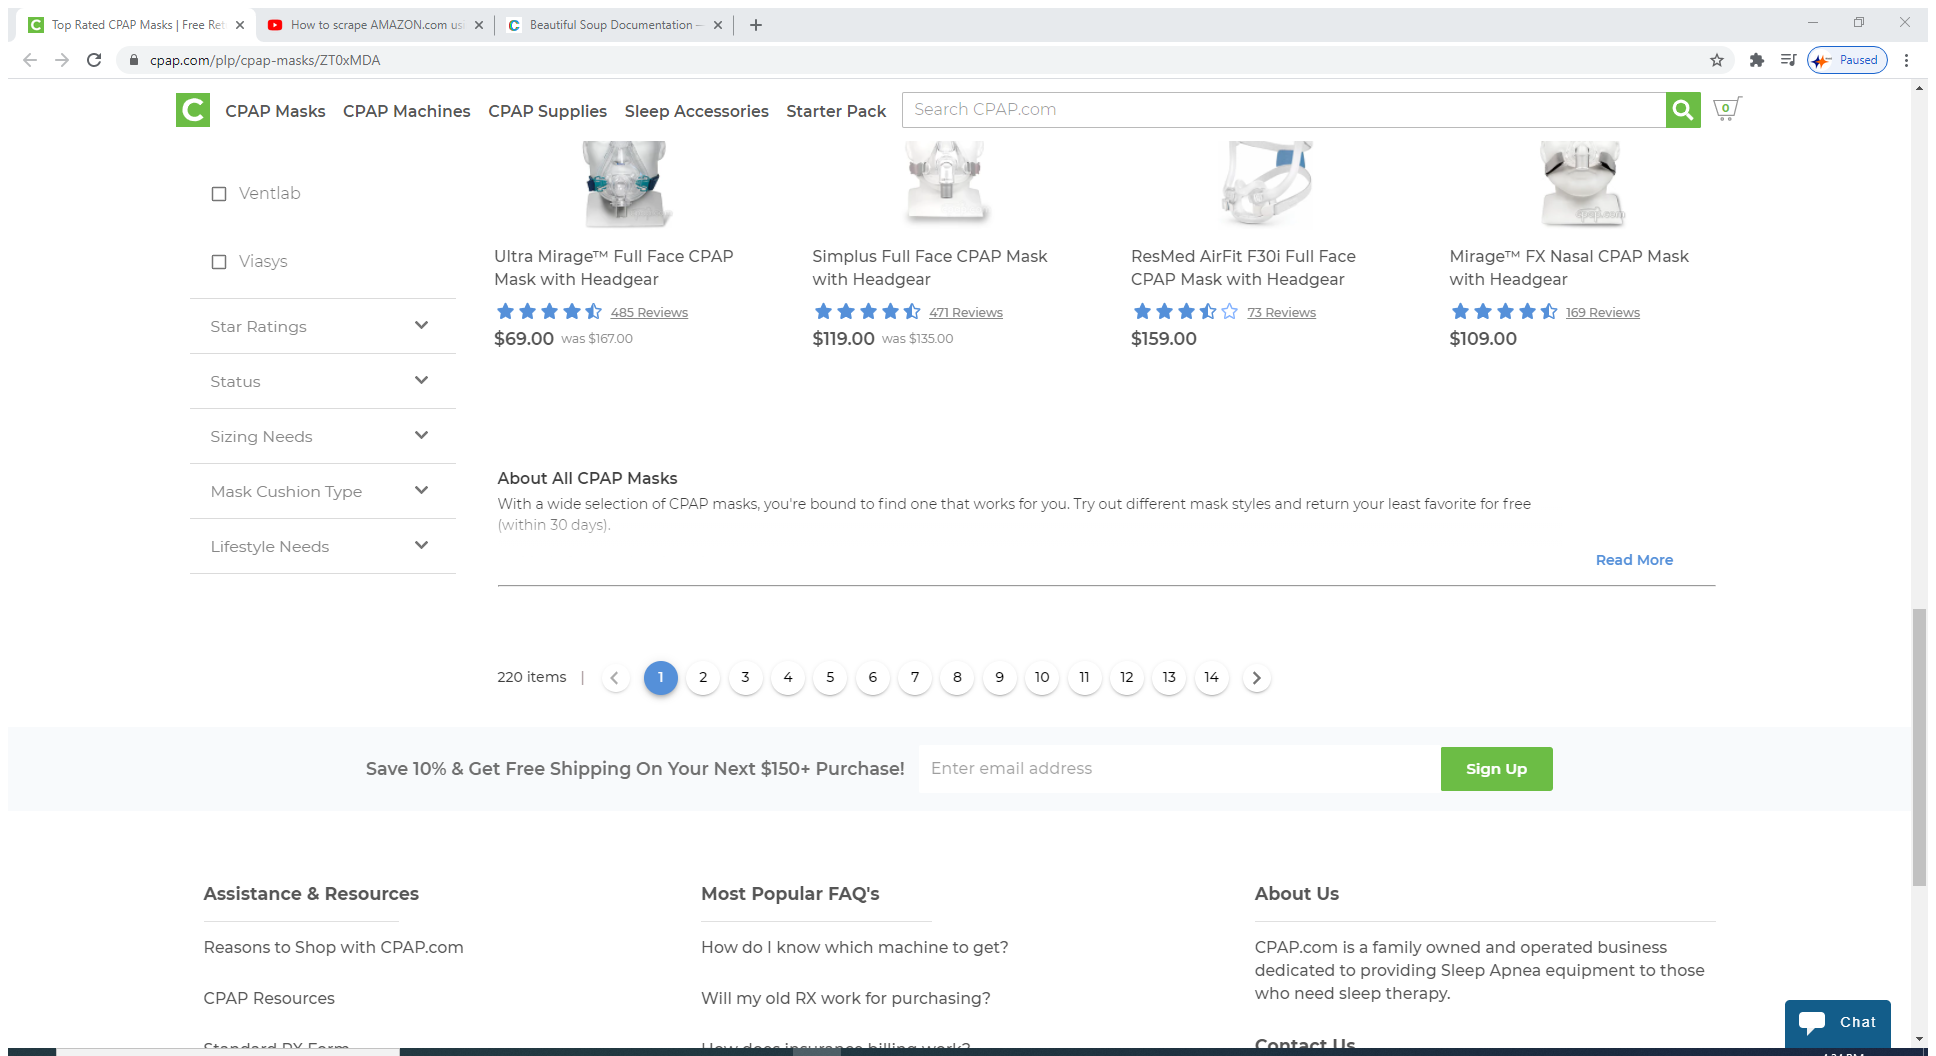 Top Rated CPAP Masks | Free Ret
How to scrape AMAZON.com us
Beautiful Soup Documentation –
cpap.com/plp/cpap-masks/ZT0xMDA
Paused
C
CPAP Masks
CPAP Machines
CPAP Supplies
Sleep Accessories
Starter Pack
Search CPAP.com
0
Ventlab
Viasys
Star Ratings
Status
Sizing Needs
Mask Cushion Type
Lifestyle Needs
cpap.com
Ultra Mirage™ Full Face CPAP
Mask with Headgear
485 Reviews
$69.00 was $167.00
Simplus Full Face CPAP Mask
with Headgear
471 Reviews
$119.00 was $135.00
ResMed AirFit F30i Full Face
CPAP Mask with Headgear
73 Reviews
$159.00
Mirage™ FX Nasal CPAP Mask
with Headgear
169 Reviews
$109.00
About All CPAP Masks
With a wide selection of CPAP masks, you're bound to find one that works for you. Try out different mask styles and return your least favorite for free
(within 30 days).
Read More
220 items | 1 2 3 4 5 6 7 8 9 10 11 12 13 14
Save 10% & Get Free Shipping On Your Next $150+ Purchase!
Enter email address
Sign Up
Assistance & Resources
Reasons to Shop with CPAP.com
CPAP Resources
Standard RX Form
Most Popular FAQ's
How do I know which machine to get?
Will my old RX work for purchasing?
How does insurance billing work?
About Us
CPAP.com is a family owned and operated business
dedicated to providing Sleep Apnea equipment to those
who need sleep therapy.
Contact Us
Chat